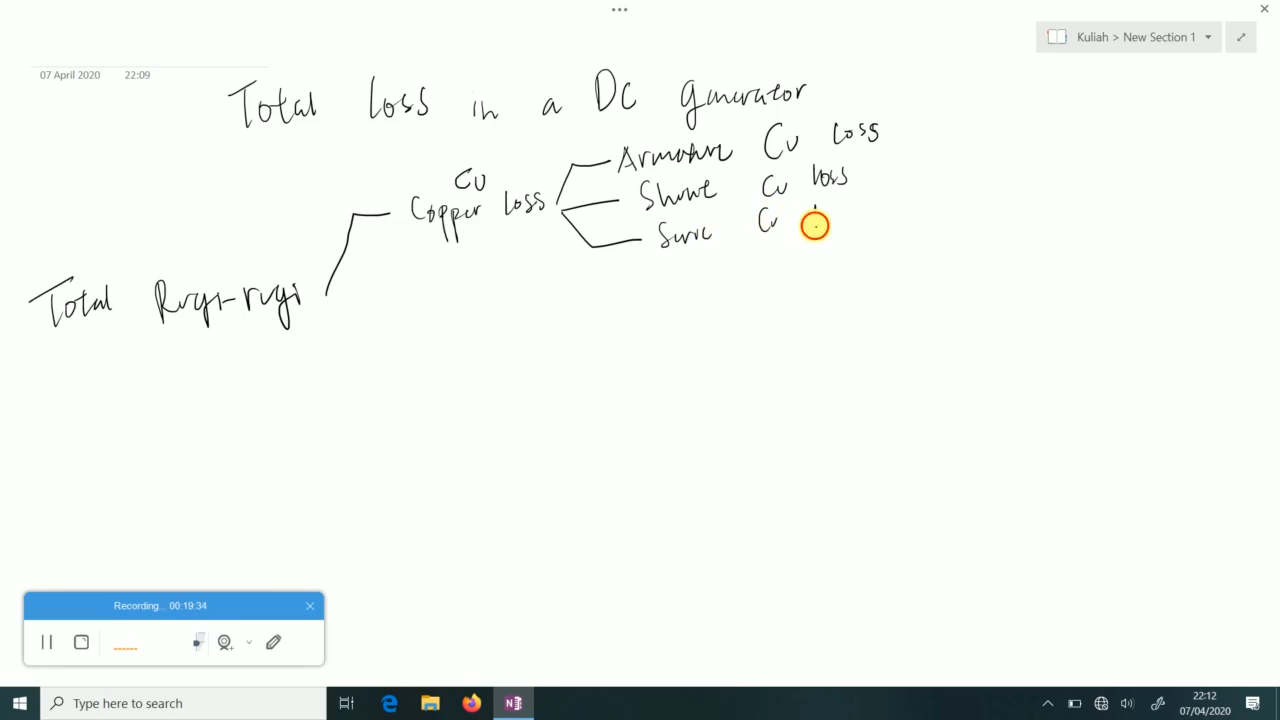 Kuliah > New Section 1
07 April 2020 22:09
Total loss in a DC generator
Armature Cu loss
Cu
Copper loss
Shunt Cu loss
Cu
Total Rugi-rugi
Recording... 00:19:34
Type here to search
22:12
07/04/2020